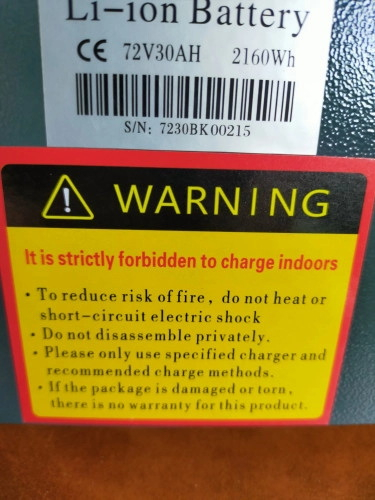 Li-ion Battery
CE 72V30AH 2160Wh
S/N: 7230BK00215
! WARNING
It is strictly forbidden to charge indoors
• To reduce risk of fire, do not heat or
short-circuit electric shock
• Do not disassemble privately.
• Please only use specified charger and
recommended charge methods.
• If the package is damaged or torn,
there is no warranty for this product.